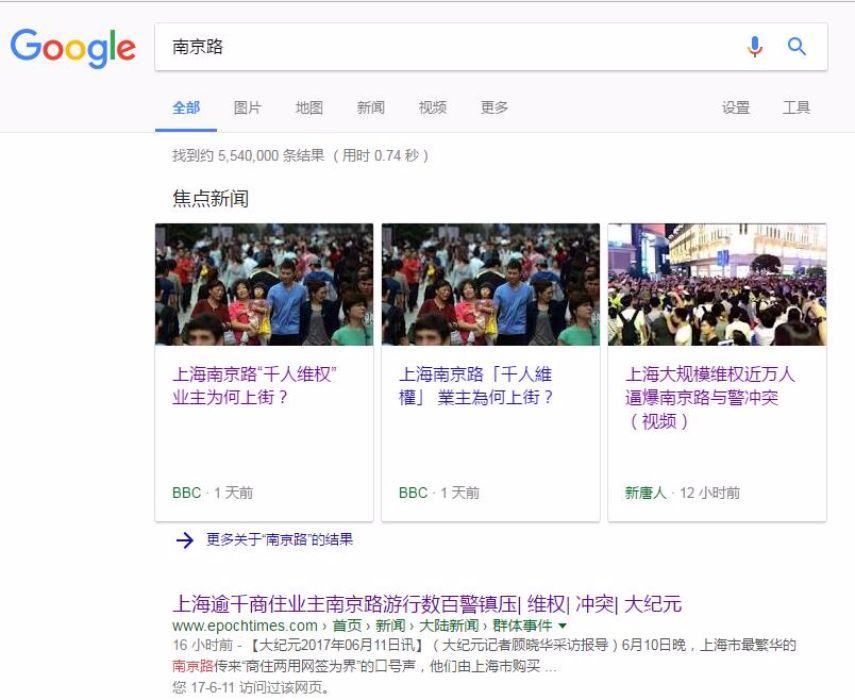 Google
南京路
全部 图片 地图 新闻 视频 更多 设置 工具
找到约 5,540,000 条结果 （用时 0.74 秒）
焦点新闻
上海南京路“千人维权”
业主为何上街？
BBC · 1 天前
上海南京路「千人維
權」 業主為何上街？
BBC · 1 天前
上海大规模维权近万人
逼爆南京路与警冲突
（视频）
新唐人 · 12 小时前
更多关于“南京路”的结果
上海逾千商住业主南京路游行数百警镇压| 维权| 冲突| 大纪元
www.epochtimes.com › 首页 › 新闻 › 大陆新闻 › 群体事件
16 小时前 - 【大纪元2017年06月11日讯】（大纪元记者顾晓华采访报导）6月10日晚，上海市最繁华的
南京路传来“商住两用网签为界”的口号声，他们由上海市购买 ...
您 17-6-11 访问过该网页。